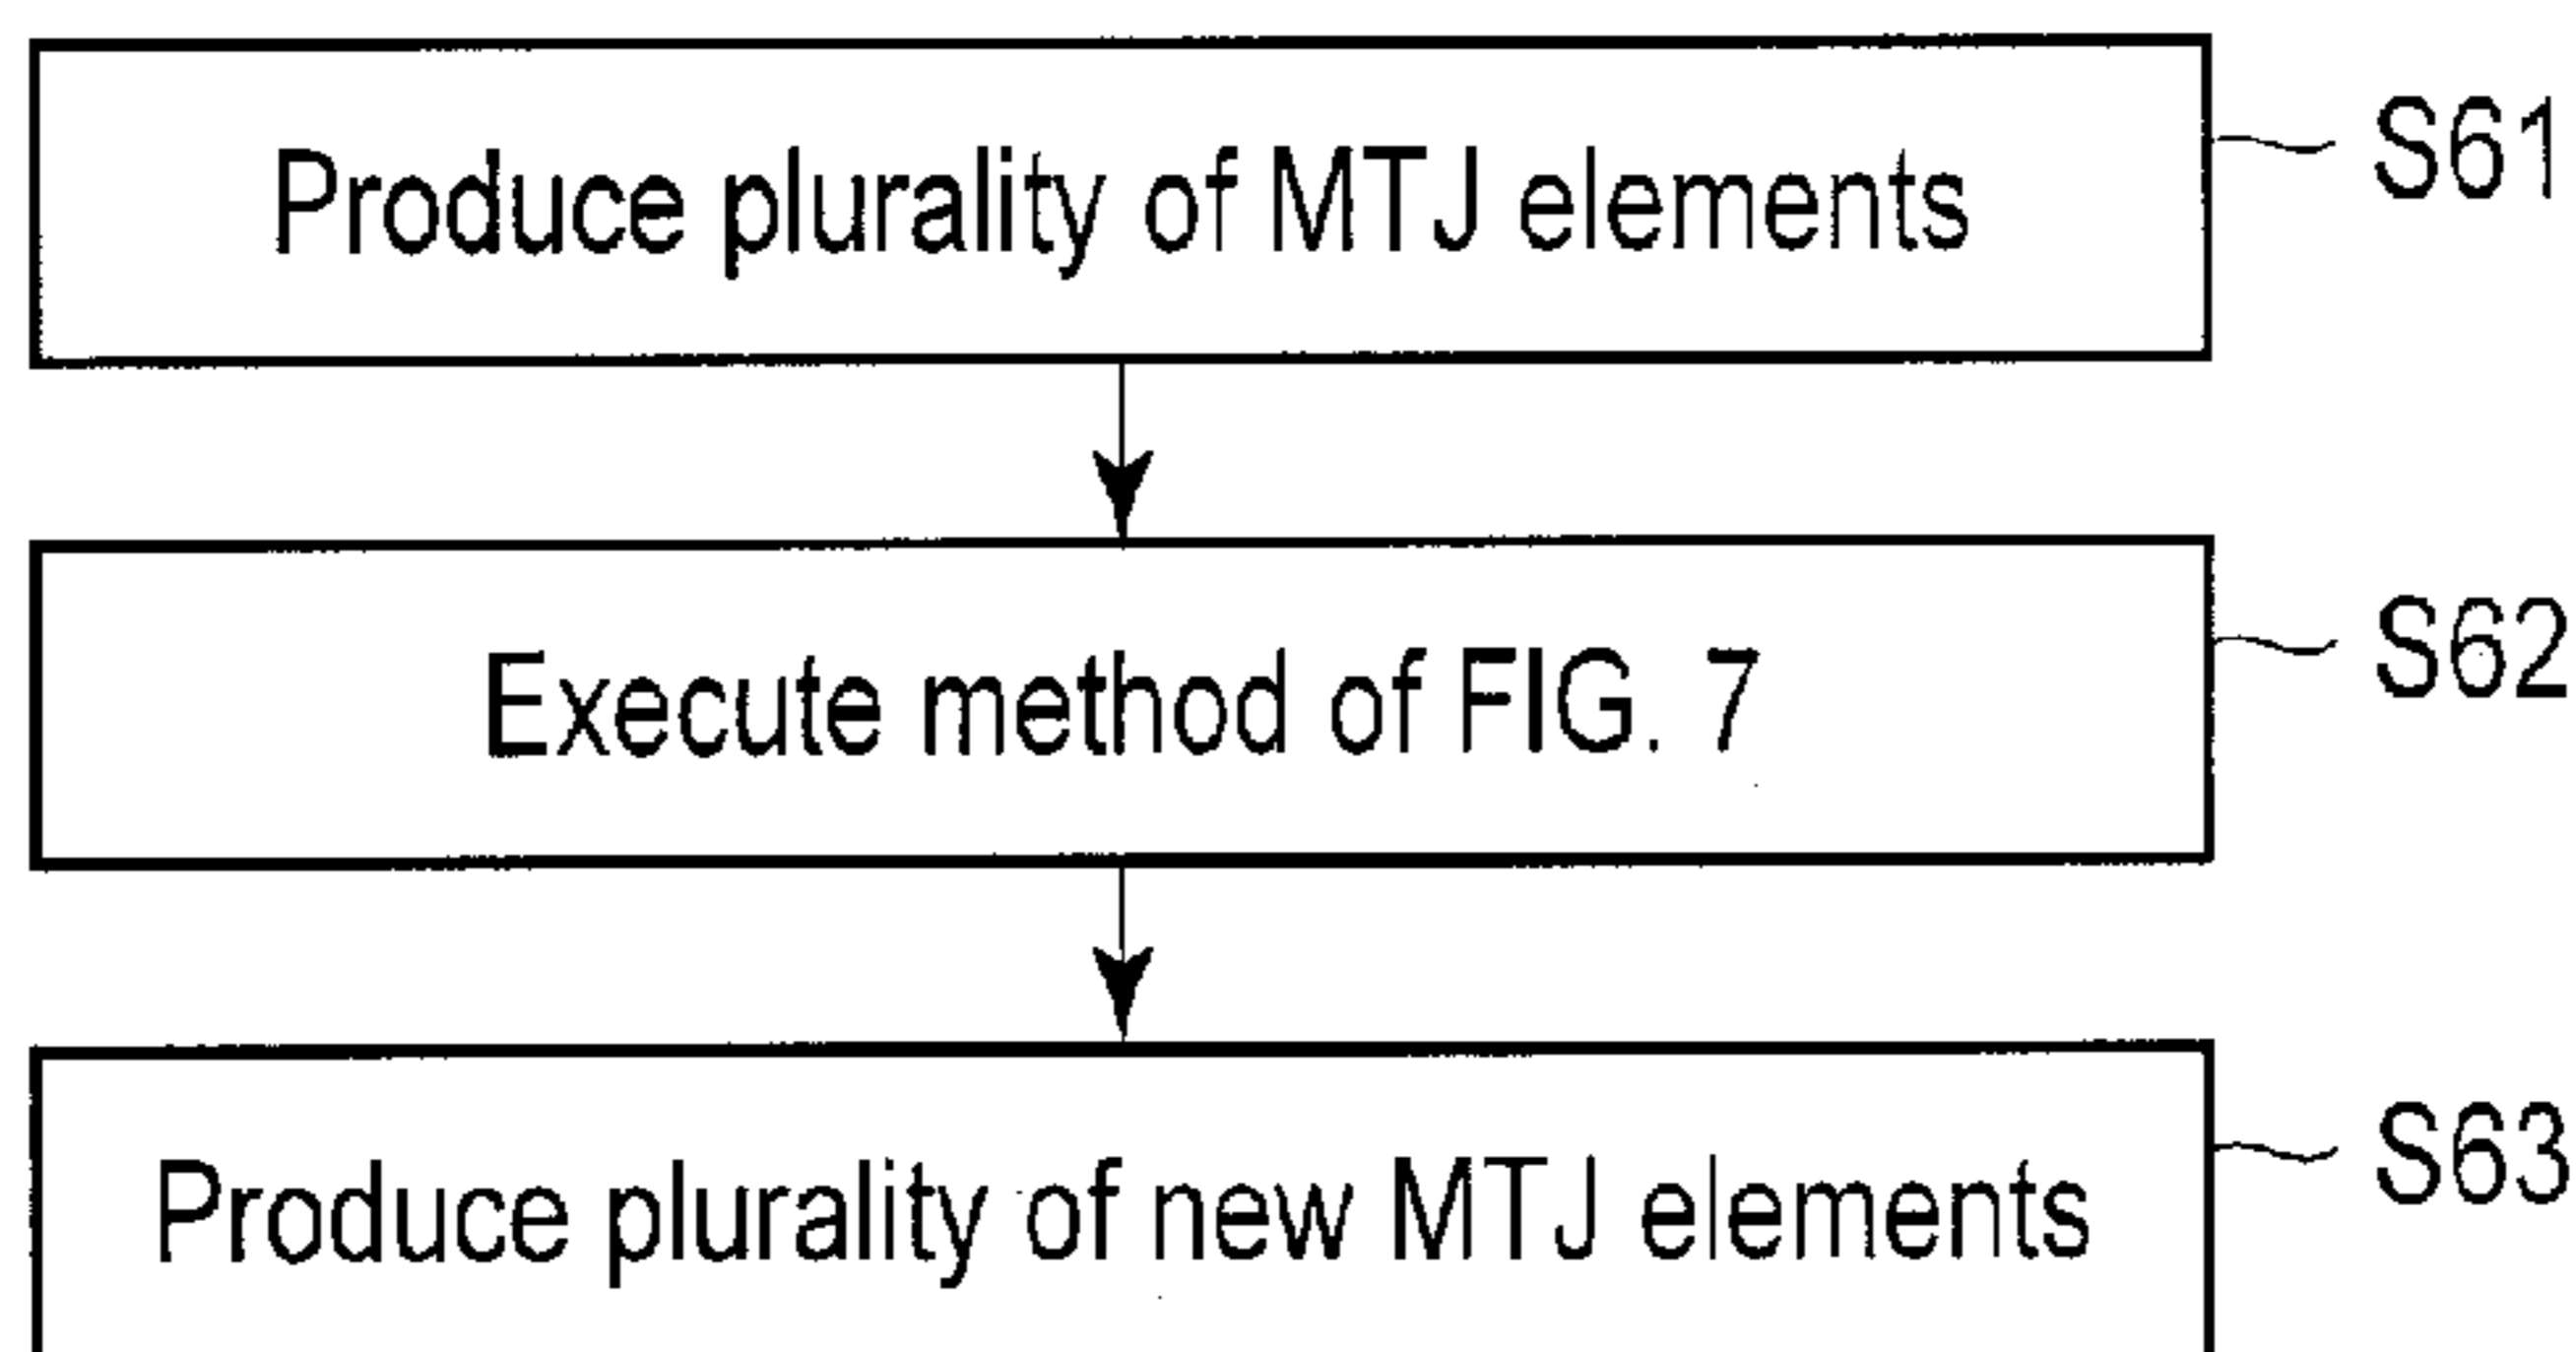 Produce plurality of MTJ elements
S61
Execute method of FIG. 7
S62
Produce plurality of new MTJ elements
S63